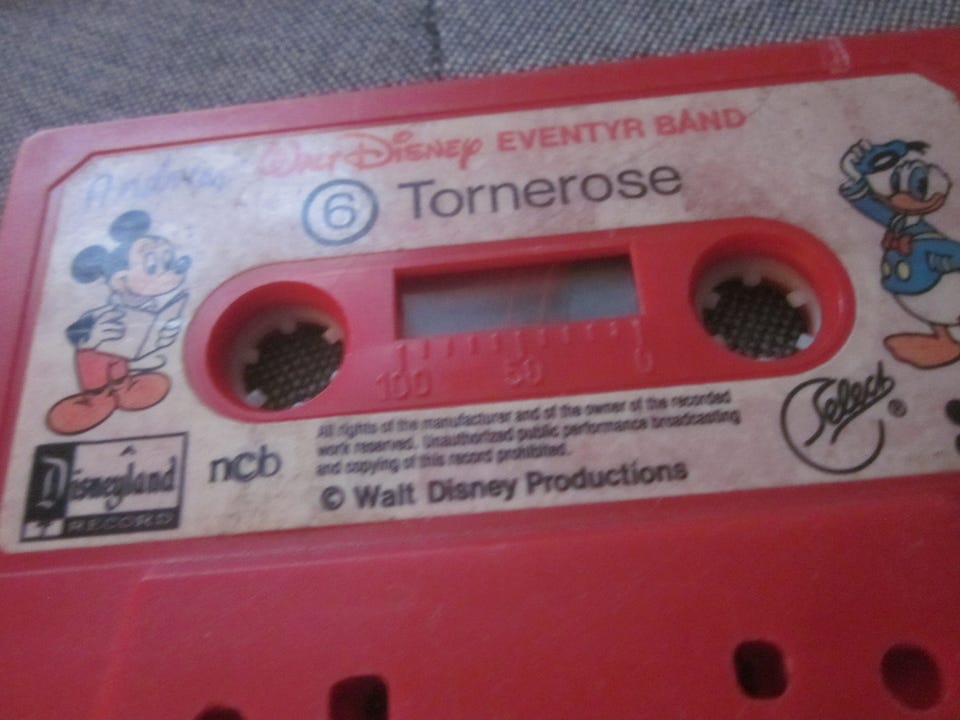 Andreas
Walt Disney EVENTYR BÅND
6 Tornerose
100 50 0
All rights of the manufacturer and of the owner of the recorded
work reserved. Unauthorized public performance broadcasting
and copying of this record prohibited.
© Walt Disney Productions
ncb
Select ®
Disneyland
RECORD